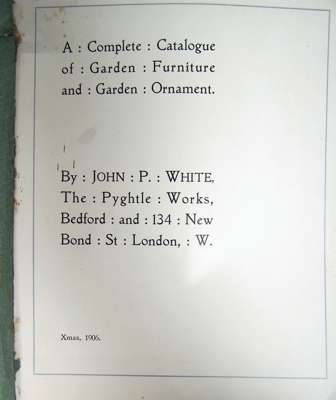 A : Complete : Catalogue
of : Garden : Furniture
and : Garden : Ornament.
By : JOHN : P. : WHITE,
The : Pyghtle : Works,
Bedford : and : 134 : New
Bond : St : London, : W.
Xmas, 1906.